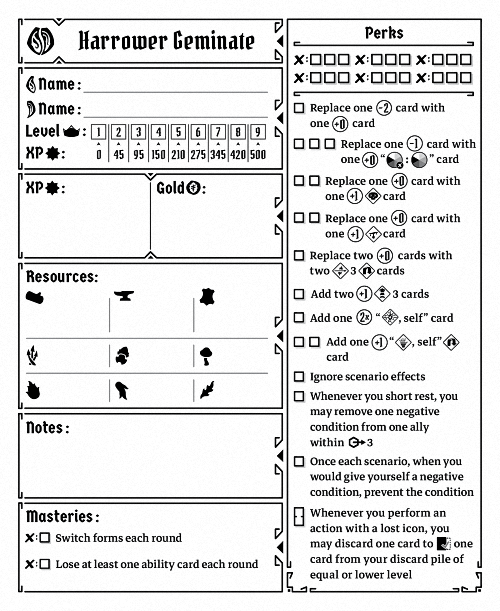 Harrower Geminate
Name:
Name:
Level :
1 2 3 4 5 6 7 8 9
XP :
0 45 95 150 210 275 345 420 500
XP :
Gold :
Resources:
Notes:
Masteries:
Switch forms each round
Lose at least one ability card each round
Perks
Replace one -2 card with
one +0 card
Replace one -1 card with
one +0 “ : ” card
Replace one +0 card with
one +1 card
Replace one +0 card with
one +1 card
Replace two +0 cards with
two 3 cards
Add two +1 3 cards
Add one 2x “ , self” card
Add one +1 “ , self”
card
Ignore scenario effects
Whenever you short rest, you
may remove one negative
condition from one ally
within 3
Once each scenario, when you
would give yourself a negative
condition, prevent the condition
Whenever you perform an
action with a lost icon, you
may discard one card to one
card from your discard pile of
equal or lower level